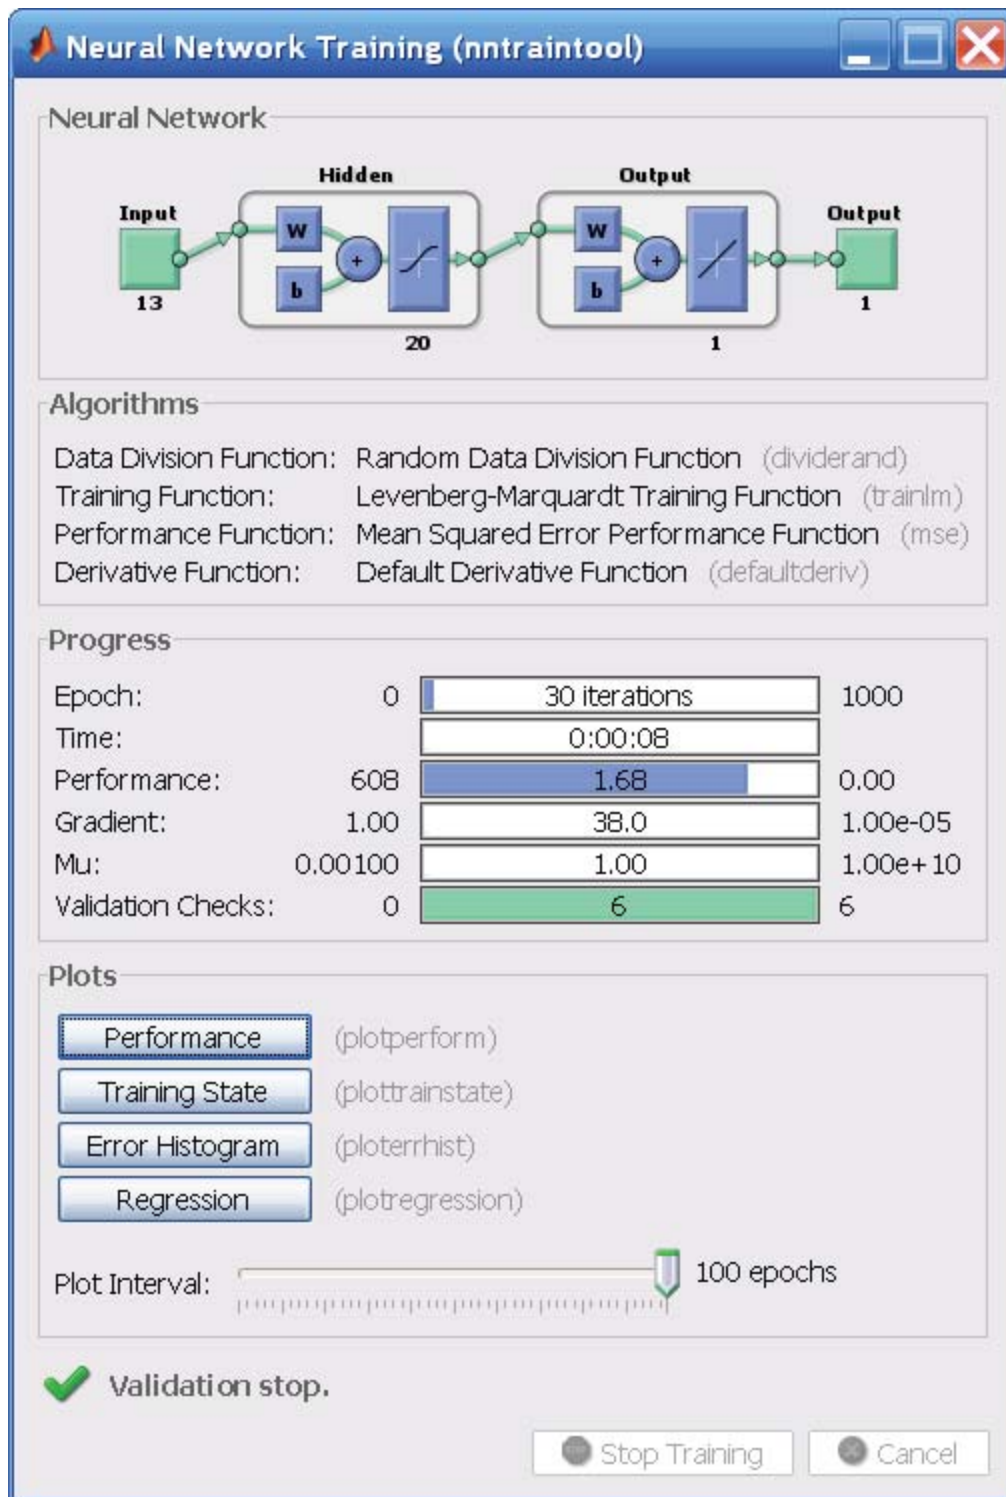 Neural Network Training (nntraintool)
Neural Network
Hidden
Output
Input
Output
W
b
+
W
b
+
13
20
1
1
Algorithms
Data Division Function: Random Data Division Function (dividerand)
Training Function: Levenberg-Marquardt Training Function (trainlm)
Performance Function: Mean Squared Error Performance Function (mse)
Derivative Function: Default Derivative Function (defaultderiv)
Progress
Epoch: 0 30 iterations 1000
Time: 0:00:08
Performance: 608 1.68 0.00
Gradient: 1.00 38.0 1.00e-05
Mu: 0.00100 1.00 1.00e+10
Validation Checks: 0 6 6
Plots
Performance (plotperform)
Training State (plottrainstate)
Error Histogram (ploterrhist)
Regression (plotregression)
Plot Interval: 100 epochs
Validation stop.
Stop Training Cancel